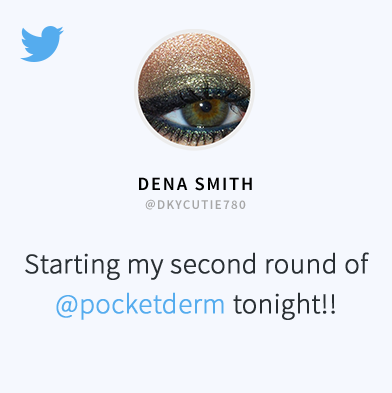 DENA SMITH
@DKYCUTIE780
Starting my second round of
@pocketderm tonight!!